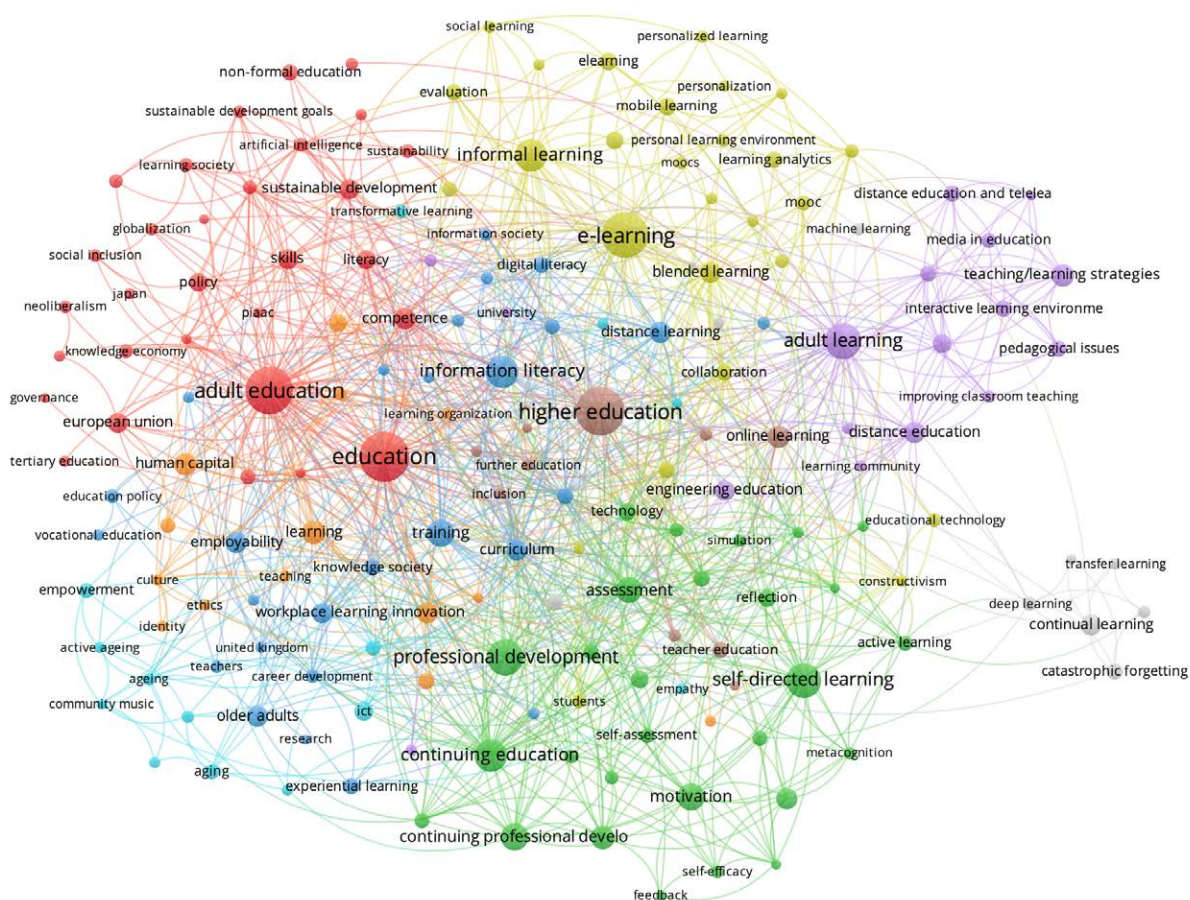 social learning
personalized learning
elearning
non-formal education
evaluation
personalization
mobile learning
sustainable development goals
artificial intelligence
sustainability
personal learning environment
informal learning
learning society
moocs
learning analytics
sustainable development
distance education and telelea
transformative learning
mooc
globalization
information society
machine learning
e-learning
media in education
social inclusion
skills
literacy
digital literacy
blended learning
teaching/learning strategies
policy
japan
neoliberalism
piaac
university
interactive learning environme
competence
distance learning
adult learning
knowledge economy
pedagogical issues
information literacy
collaboration
adult education
governance
learning organization
higher education
improving classroom teaching
european union
online learning
distance education
education
tertiary education
human capital
further education
learning community
education policy
inclusion
engineering education
technology
vocational education
employability
learning
training
curriculum
simulation
educational technology
knowledge society
transfer learning
culture
teaching
empowerment
assessment
constructivism
reflection
deep learning
ethics
workplace learning
innovation
continual learning
identity
active ageing
united kingdom
teacher education
active learning
professional development
teachers
career development
ageing
self-directed learning
catastrophic forgetting
empathy
community music
older adults
ict
students
research
self-assessment
metacognition
continuing education
aging
experiential learning
motivation
continuing professional develo
self-efficacy
feedback